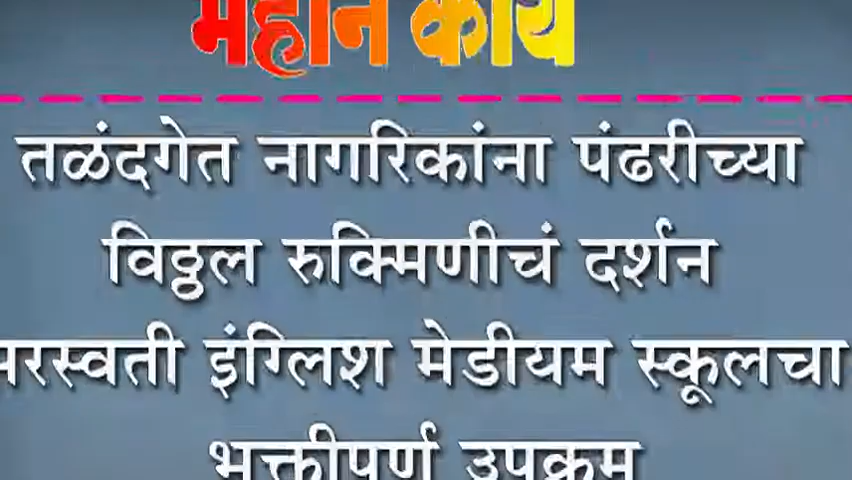 महान कार्य
तळंदगेत नागरिकांना पंढरीच्या
विठ्ठल रुक्मिणीचं दर्शन
सरस्वती इंग्लिश मेडीयम स्कूलचा
भक्तीपूर्ण उपक्रम